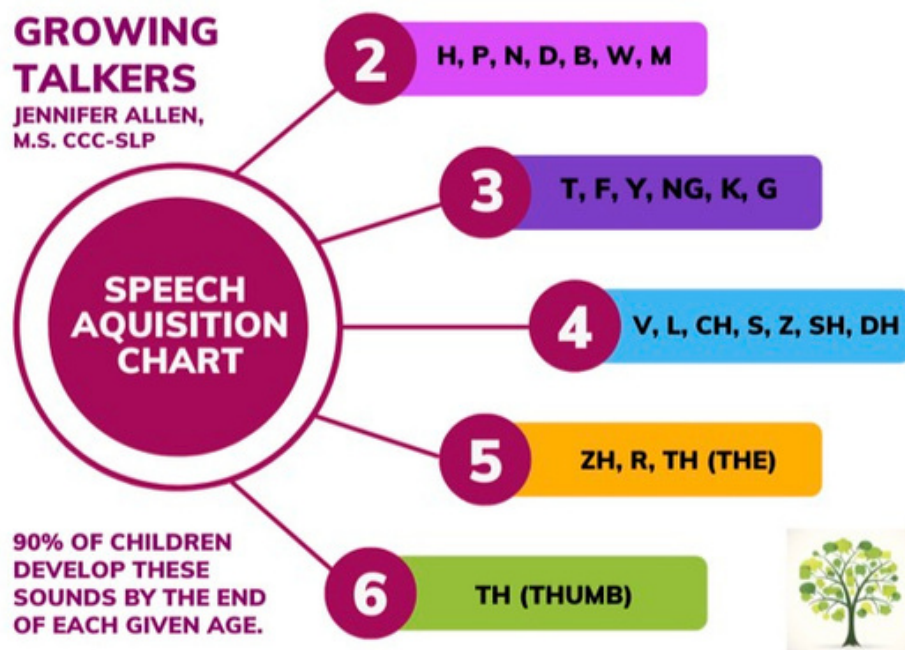 GROWING
TALKERS
JENNIFER ALLEN,
M.S. CCC-SLP
SPEECH
AQUISITION
CHART
2
H, P, N, D, B, W, M
3
T, F, Y, NG, K, G
4
V, L, CH, S, Z, SH, DH
5
ZH, R, TH (THE)
6
TH (THUMB)
90% OF CHILDREN
DEVELOP THESE
SOUNDS BY THE END
OF EACH GIVEN AGE.